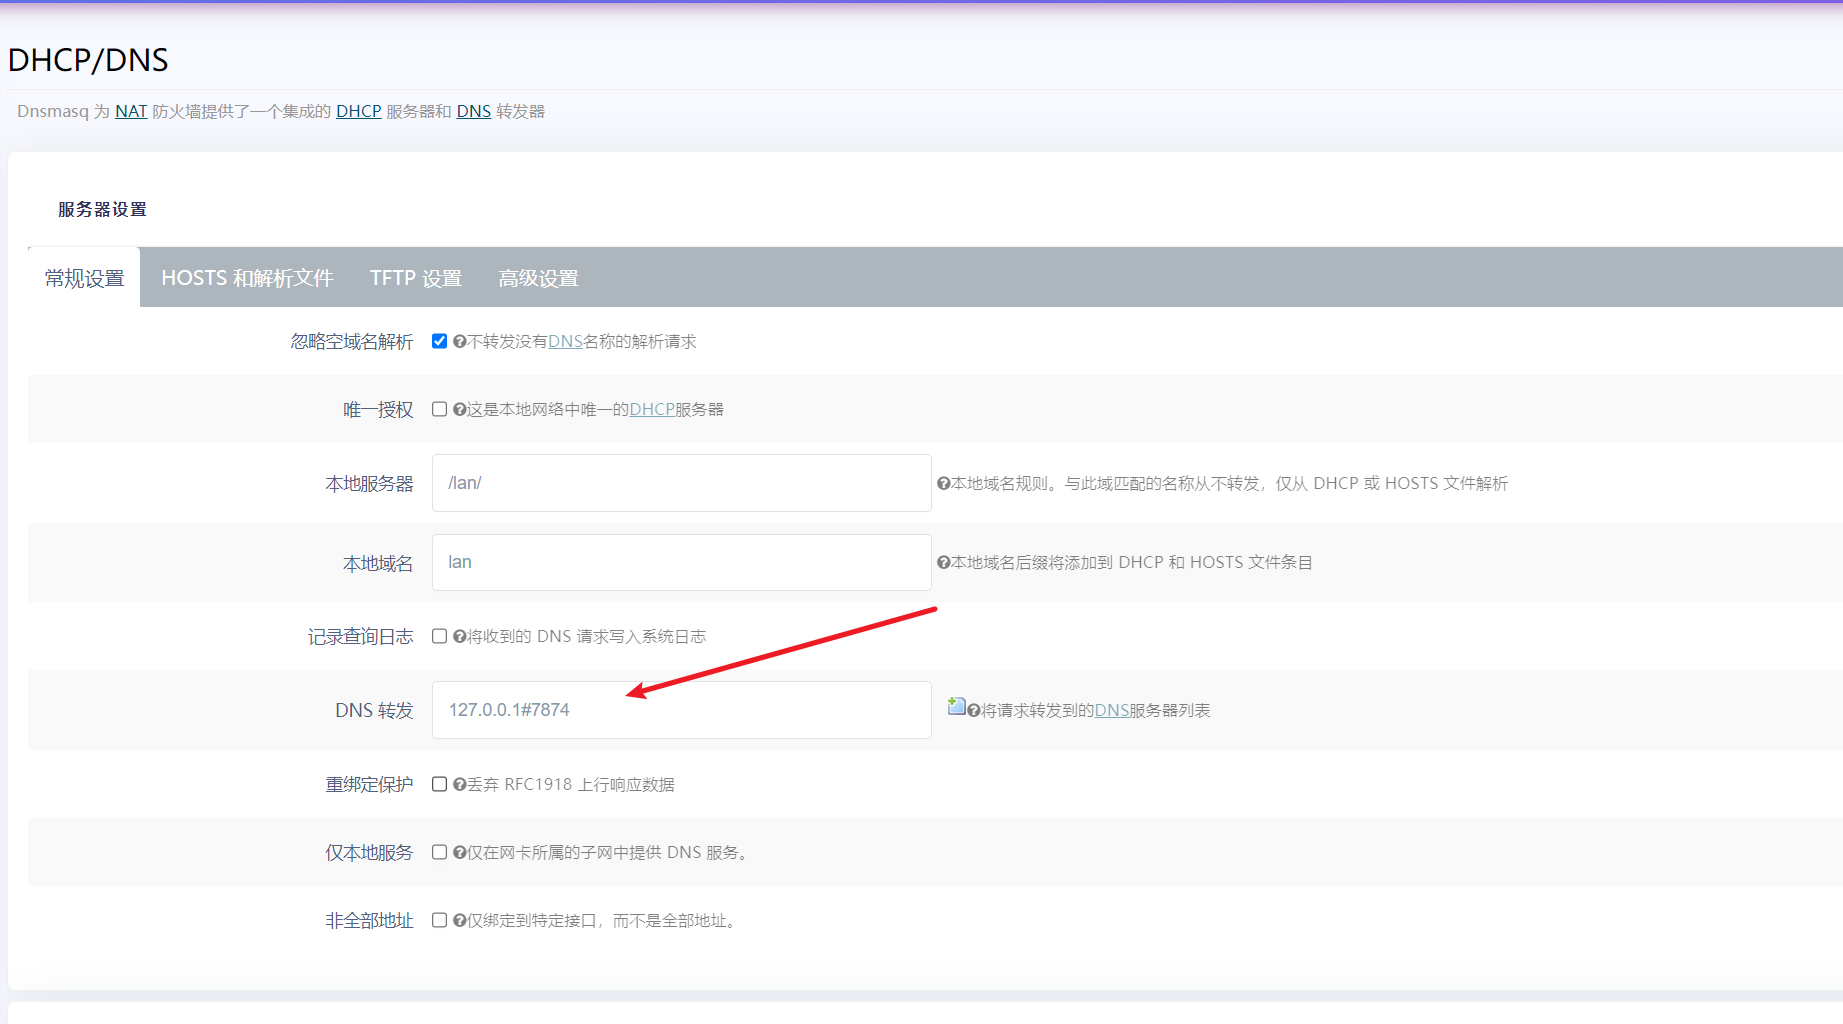 DHCP/DNS
Dnsmasq 为 NAT 防火墙提供了一个集成的 DHCP 服务器和 DNS 转发器
服务器设置
常规设置 HOSTS 和解析文件 TFTP 设置 高级设置
忽略空域名解析 不转发没有DNS名称的解析请求
唯一授权 这是本地网络中唯一的DHCP服务器
本地服务器 /lan/ 本地域名规则。与此域匹配的名称从不转发，仅从 DHCP 或 HOSTS 文件解析
本地域名 lan 本地域名后缀将添加到 DHCP 和 HOSTS 文件条目
记录查询日志 将收到的 DNS 请求写入系统日志
DNS 转发 127.0.0.1#7874 将请求转发到的DNS服务器列表
重绑定保护 丢弃 RFC1918 上行响应数据
仅本地服务 仅在网卡所属的子网中提供 DNS 服务。
非全部地址 仅绑定到特定接口，而不是全部地址。